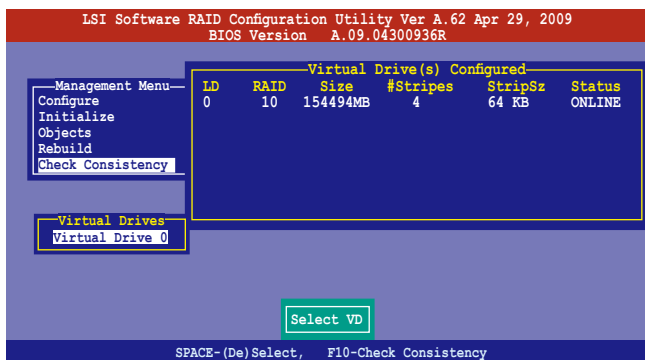 LSI Software RAID Configuration Utility Ver A.62 Apr 29, 2009
BIOS Version A.09.04300936R
Management Menu
Configure
Initialize
Objects
Rebuild
Check Consistency
Virtual Drive(s) Configured
LD RAID Size #Stripes StripSz Status
0 10 154494MB 4 64 KB ONLINE
Virtual Drives
Virtual Drive 0
Select VD
SPACE-(De)Select, F10-Check Consistency